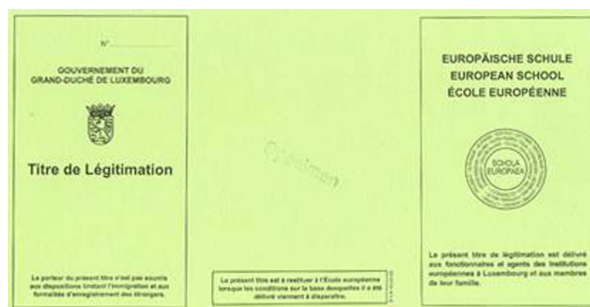 N°
GOUVERNEMENT DU
GRAND-DUCHÉ DE LUXEMBOURG
Titre de Légitimation
Le porteur du présent titre n'est pas soumis
aux dispositions limitant l'immigration et aux
formalités d'enregistrement des étrangers.
Specimen
Le présent titre est à restituer à l'École européenne
lorsque les conditions sur la base desquelles il a été
délivré viennent à disparaître.
EUROPÄISCHE SCHULE
EUROPEAN SCHOOL
ÉCOLE EUROPÉENNE
SCHOLA
EUROPAEA
Le présent titre de légitimation est délivré
aux fonctionnaires et agents des Institutions
européennes à Luxembourg et aux membres
de leur famille.